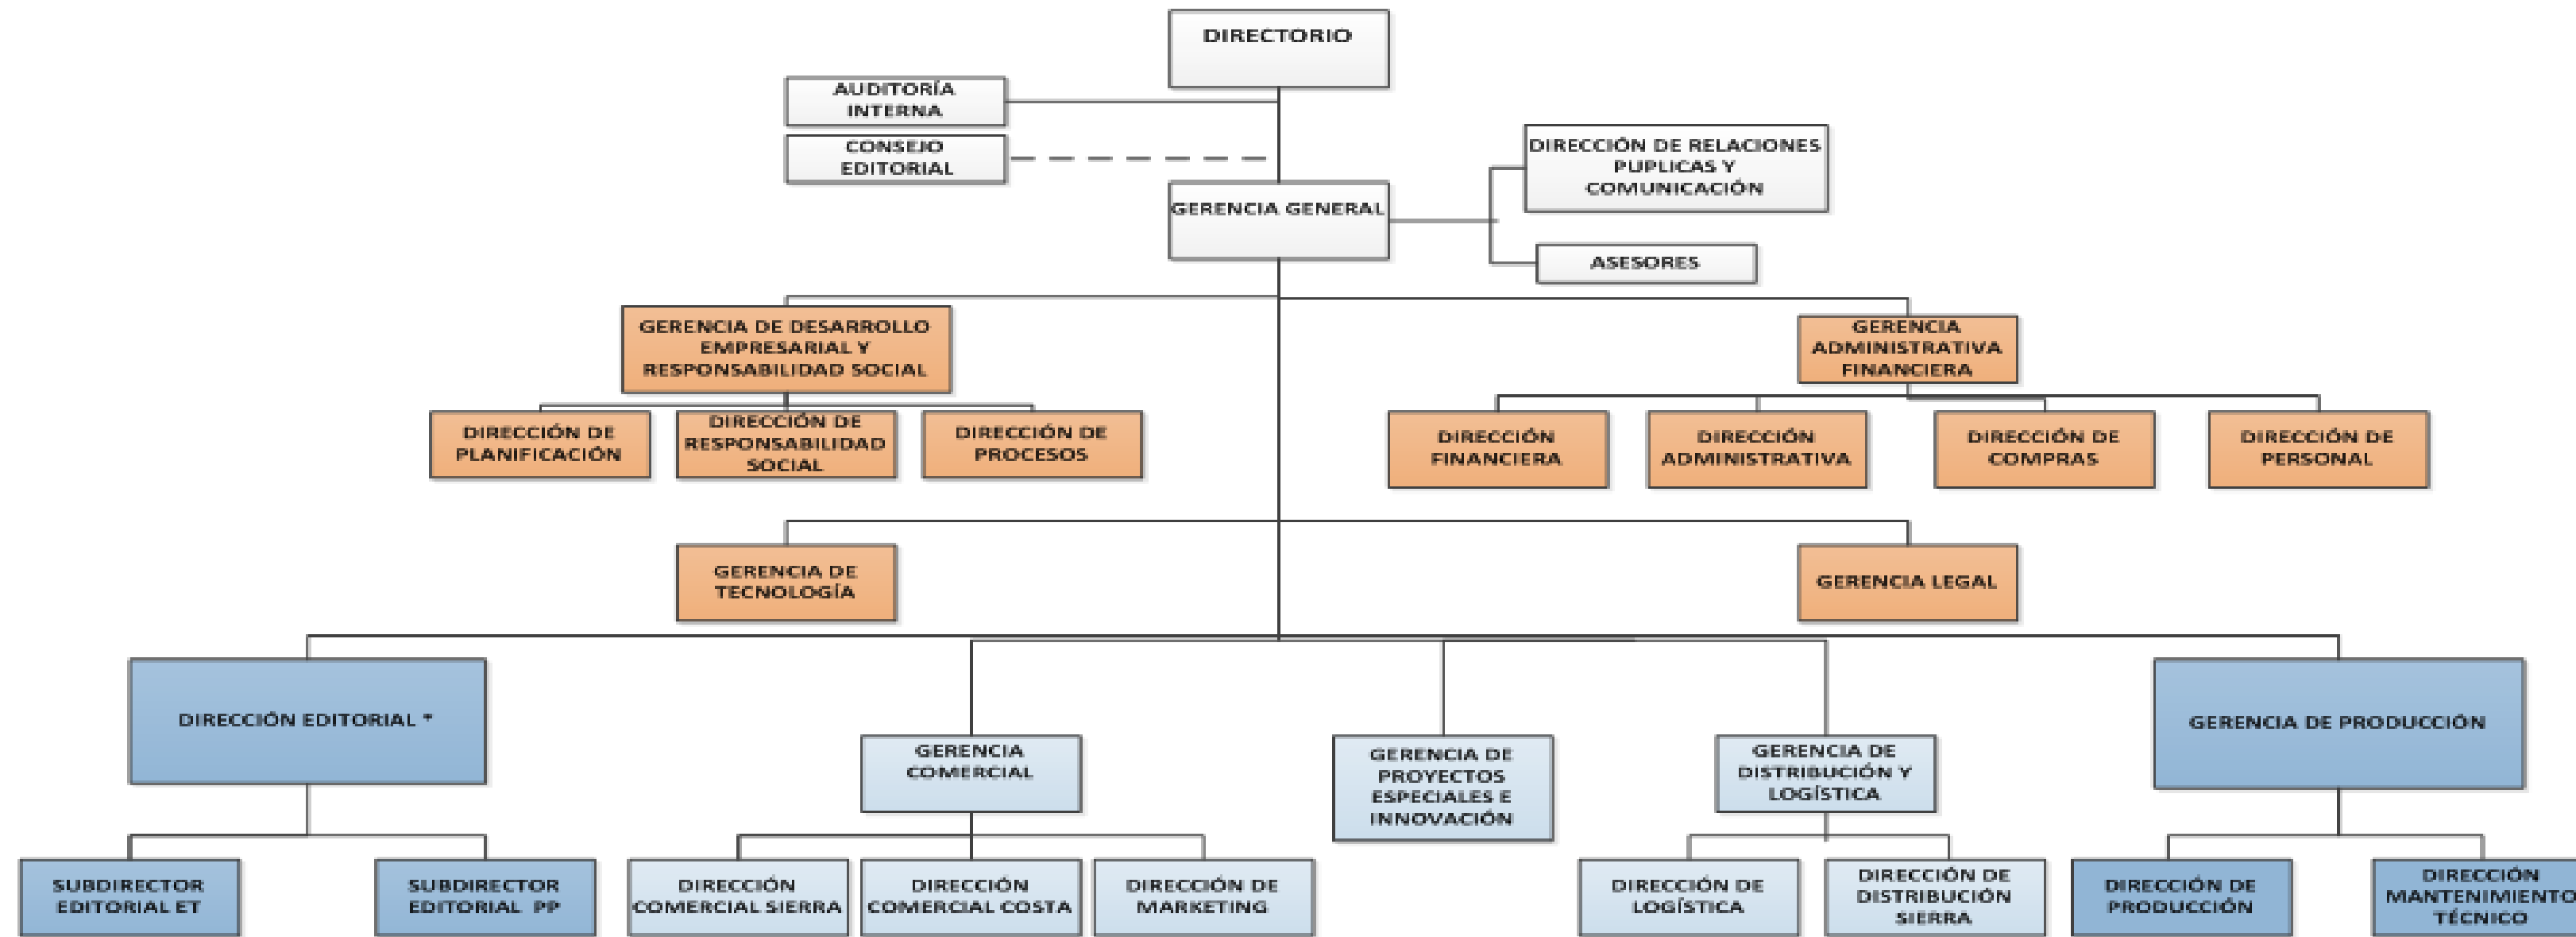 DIRECTORIO
AUDITORÍA
INTERNA
CONSEJO
EDITORIAL
DIRECCIÓN DE RELACIONES
PUPLICAS Y
COMUNICACIÓN
GERENCIA GENERAL
ASESORES
GERENCIA DE DESARROLLO
EMPRESARIAL Y
RESPONSABILIDAD SOCIAL
GERENCIA
ADMINISTRATIVA
FINANCIERA
DIRECCIÓN DE
PLANIFICACIÓN
DIRECCIÓN DE
RESPONSABILIDAD
SOCIAL
DIRECCIÓN DE
PROCESOS
DIRECCIÓN
FINANCIERA
DIRECCIÓN
ADMINISTRATIVA
DIRECCIÓN DE
COMPRAS
DIRECCIÓN DE
PERSONAL
GERENCIA DE
TECNOLOGÍA
GERENCIA LEGAL
DIRECCIÓN EDITORIAL *
GERENCIA
COMERCIAL
GERENCIA DE
PROYECTOS
ESPECIALES E
INNOVACIÓN
GERENCIA DE
DISTRIBUCIÓN Y
LOGÍSTICA
GERENCIA DE PRODUCCIÓN
SUBDIRECTOR
EDITORIAL ET
SUBDIRECTOR
EDITORIAL PP
DIRECCIÓN
COMERCIAL SIERRA
DIRECCIÓN
COMERCIAL COSTA
DIRECCIÓN DE
MARKETING
DIRECCIÓN DE
LOGÍSTICA
DIRECCIÓN DE
DISTRIBUCIÓN
SIERRA
DIRECCIÓN DE
PRODUCCIÓN
DIRECCIÓN
MANTENIMIENTO
TÉCNICO